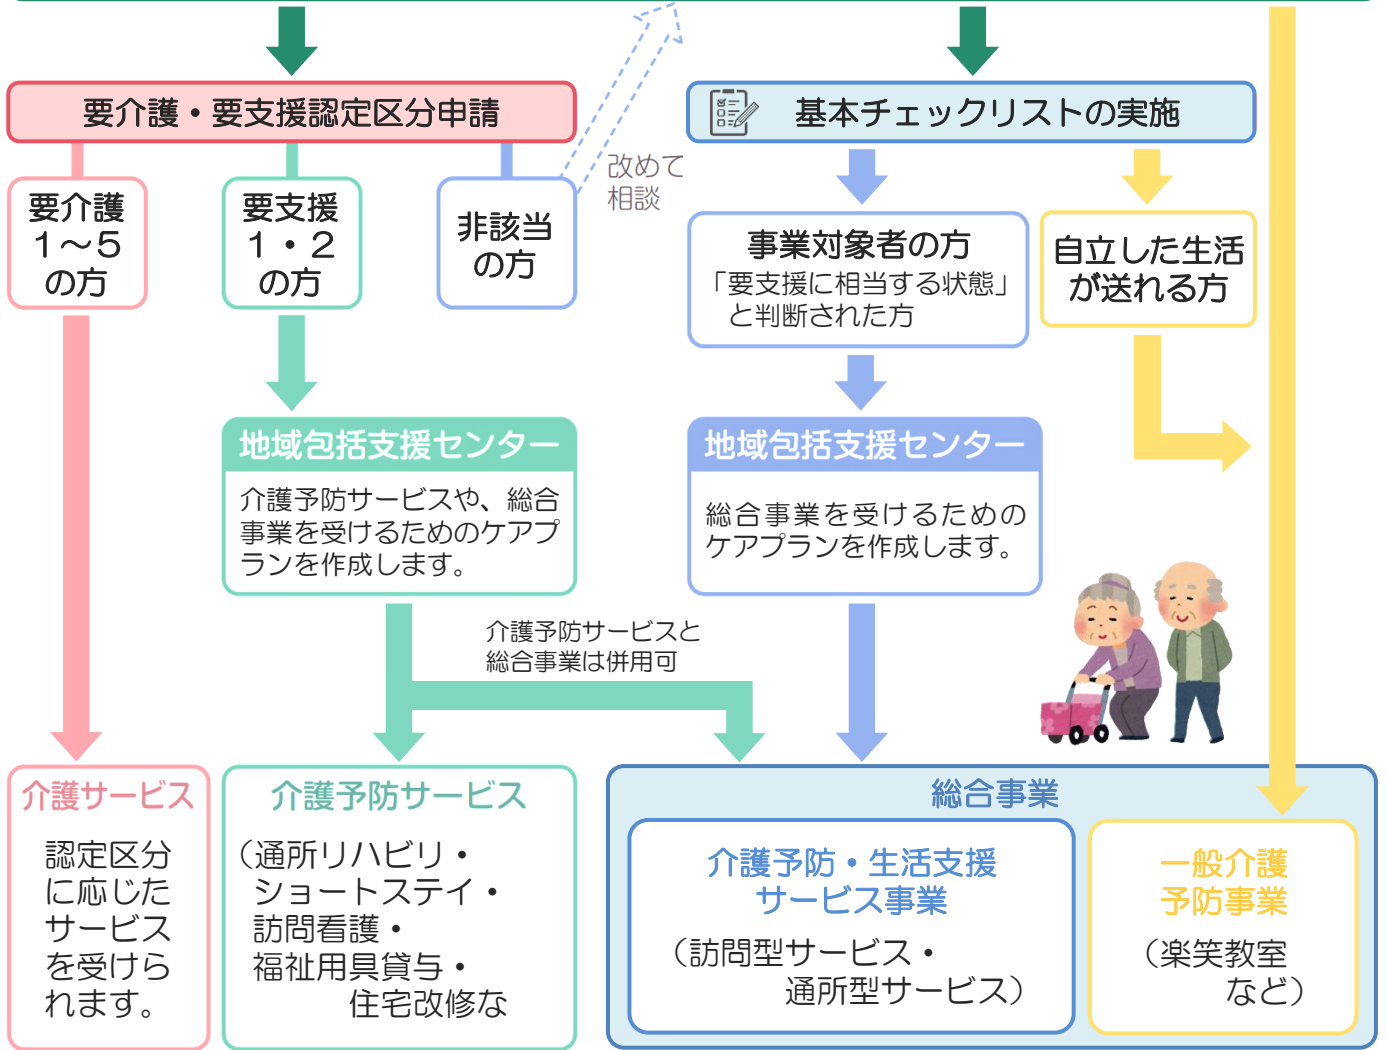 要介護・要支援認定区分申請
基本チェックリストの実施
改めて
相談
要介護
１～５
の方
要支援
１・２
の方
非該当
の方
事業対象者の方
「要支援に相当する状態」
と判断された方
自立した生活
が送れる方
地域包括支援センター
介護予防サービスや、総合
事業を受けるためのケアプ
ランを作成します。
地域包括支援センター
総合事業を受けるための
ケアプランを作成します。
介護予防サービスと
総合事業は併用可
介護サービス
認定区分
に応じた
サービス
を受けら
れます。
介護予防サービス
（通所リハビリ・
ショートステイ・
訪問看護・
福祉用具貸与・
住宅改修な
総合事業
介護予防・生活支援
サービス事業
（訪問型サービス・
通所型サービス）
一般介護
予防事業
（楽笑教室
など）